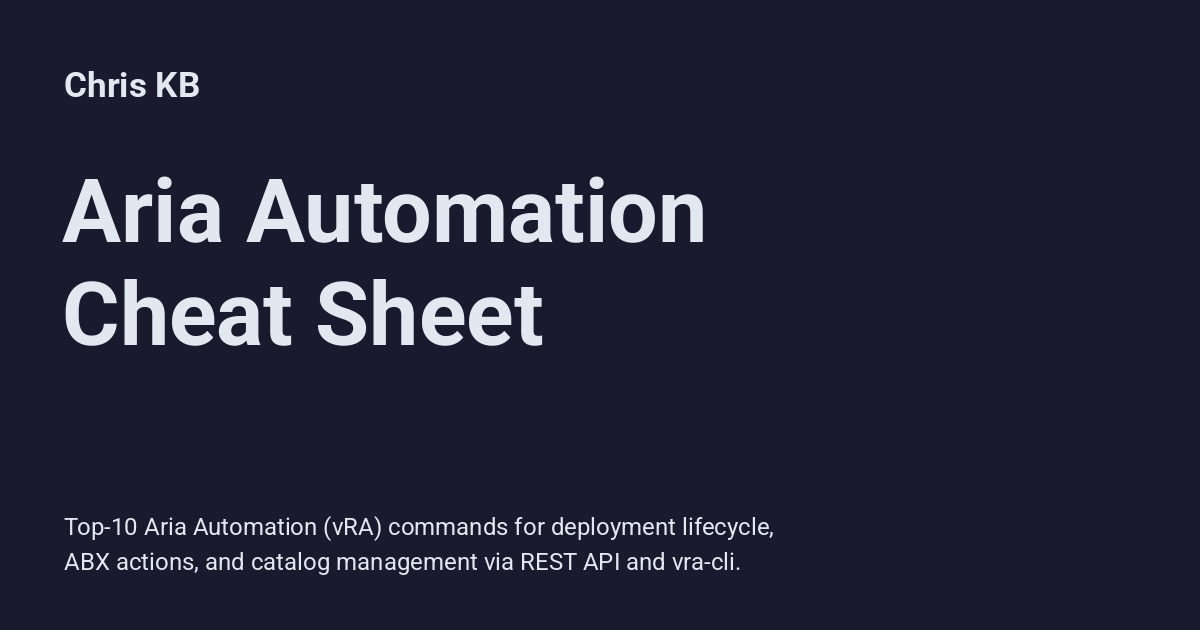 Chris KB
Aria Automation
Cheat Sheet
Top-10 Aria Automation (vRA) commands for deployment lifecycle,
ABX actions, and catalog management via REST API and vra-cli.